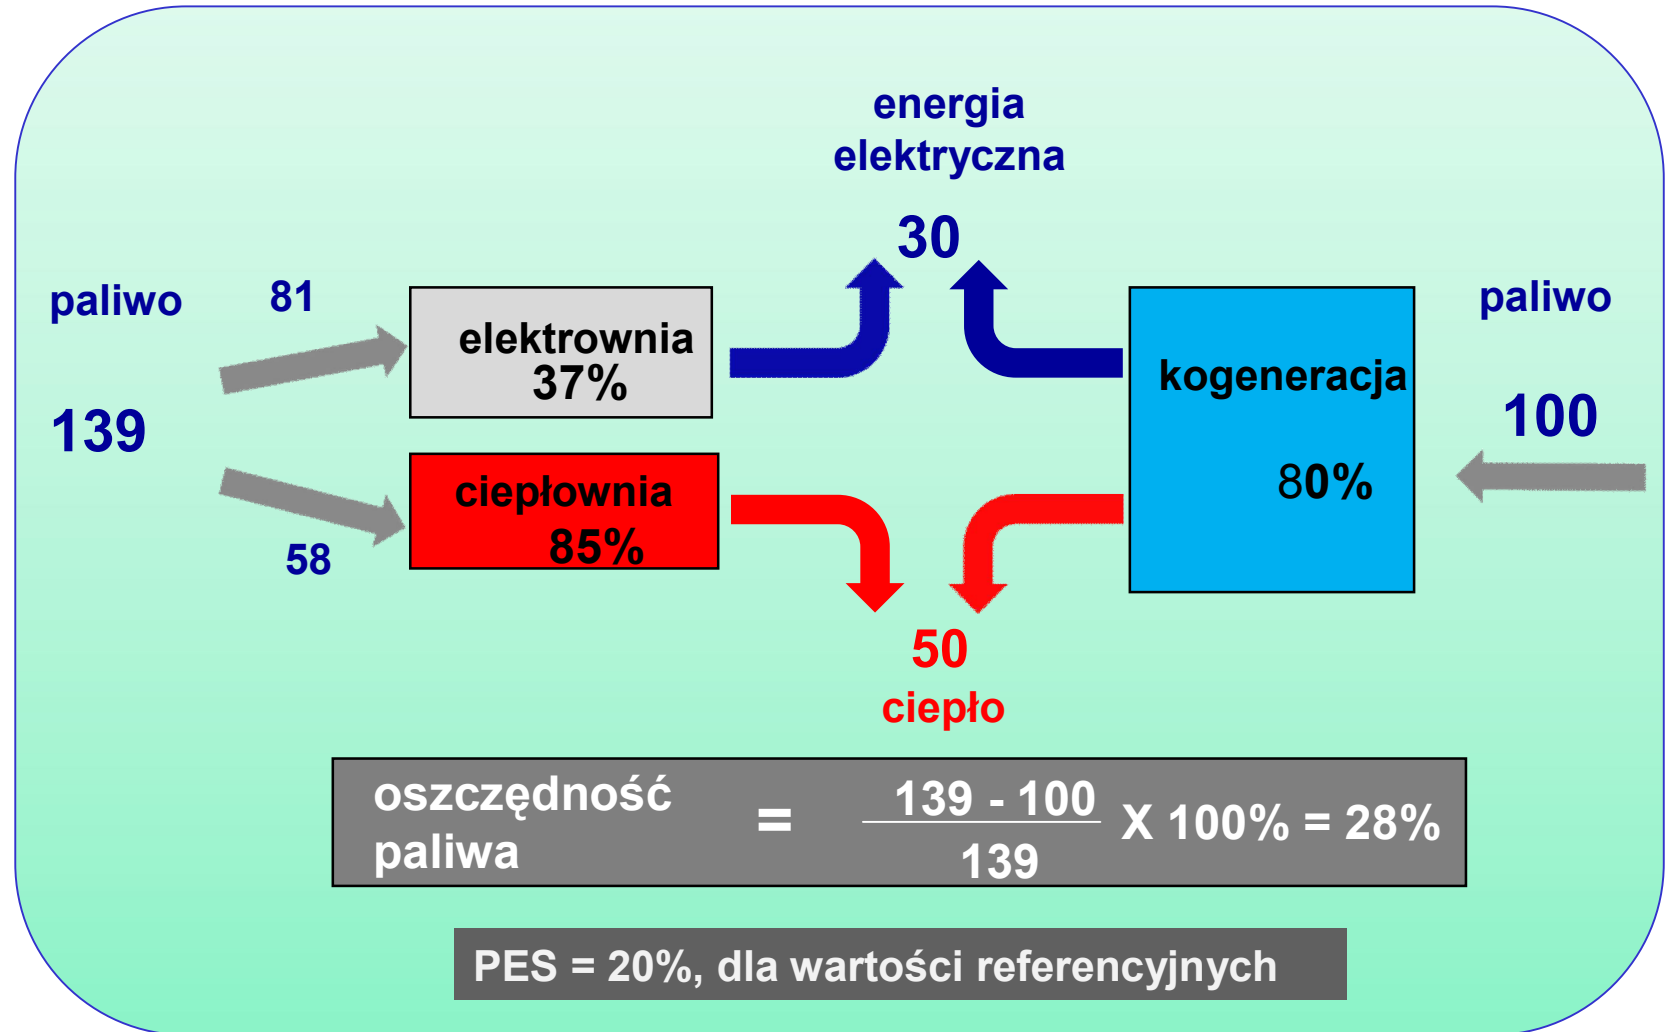 energia
elektryczna
30
paliwo
81
139
58
elektrownia
37%
ciepłownia
85%
kogeneracja
80%
paliwo
100
50
ciepło
oszczędność
paliwa
=
139 - 100
139
X 100% = 28%
PES = 20%, dla wartości referencyjnych